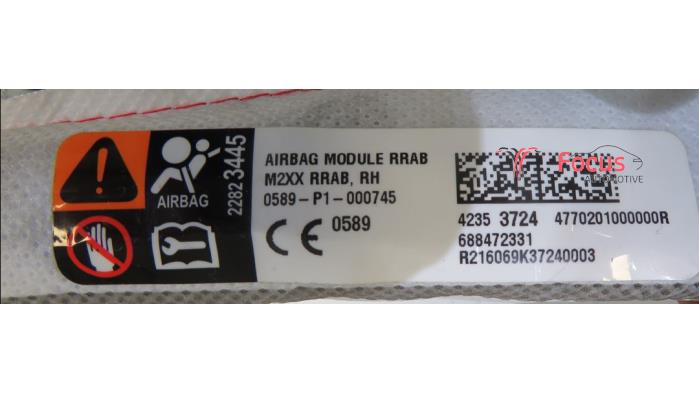 AIRBAG
2282 3445
AIRBAG MODULE RRAB
M2XX RRAB, RH
0589-P1-000745
CE 0589
4235 3724 4770201000000R
688472331
R216069K37240003
Focus
AUTOMOTIVE